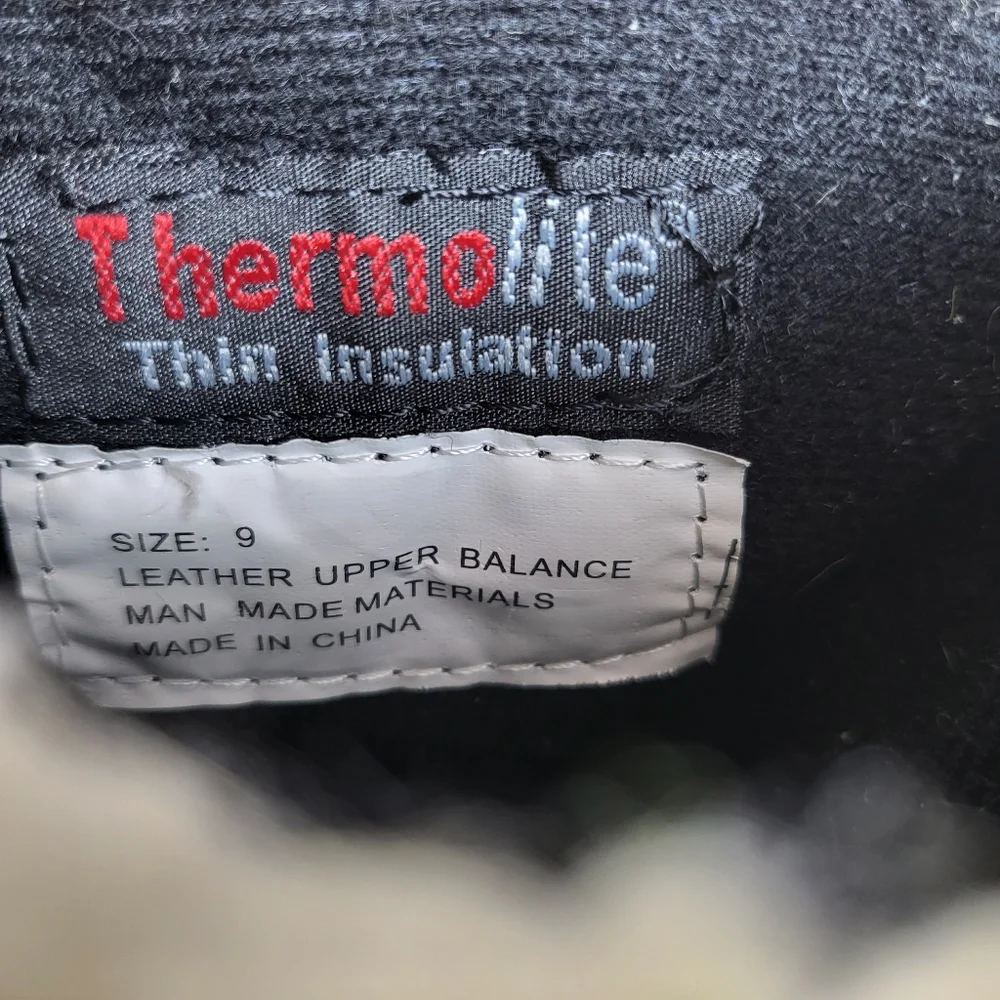 Thermolite®
Thin Insulation
SIZE: 9
LEATHER UPPER BALANCE
MAN MADE MATERIALS
MADE IN CHINA